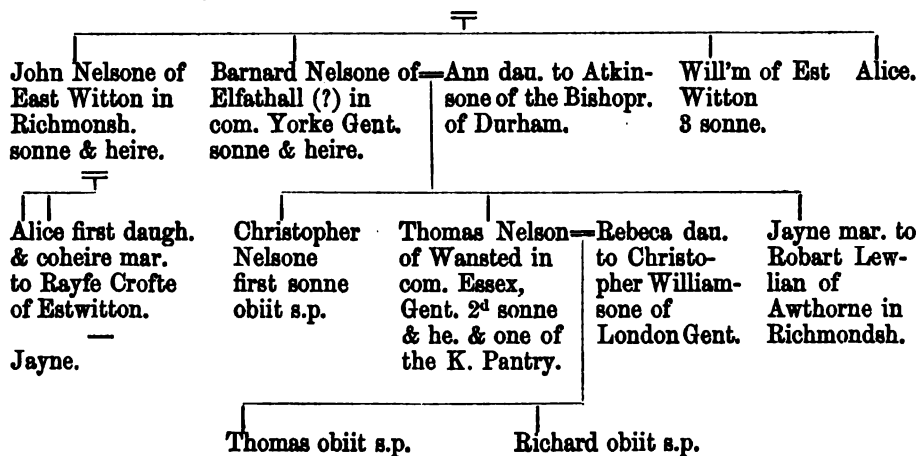 John Nelsone of
East Witton in
Richmonsh.
sonne & heire.
Barnard Nelsone of
Elfathall (?) in
com. Yorke Gent.
sonne & heire.
Ann dau. to Atkin-
sone of the Bishopr.
of Durham.
Will'm of Est
Witton
3 sonne.
Alice.
Alice first daugh.
& coheire mar.
to Rayfe Crofte
of Estwitton.
—
Jayne.
Christopher
Nelsone
first sonne
obiit s.p.
Thomas Nelson
of Wansted in
com. Essex,
Gent. 2d sonne
& he. & one of
the K. Pantry.
Rebeca dau.
to Christo-
pher William-
sone of
London Gent.
Jayne mar. to
Robart Lew-
lian of
Awthorne in
Richmondsh.
Thomas obiit s.p.
Richard obiit s.p.